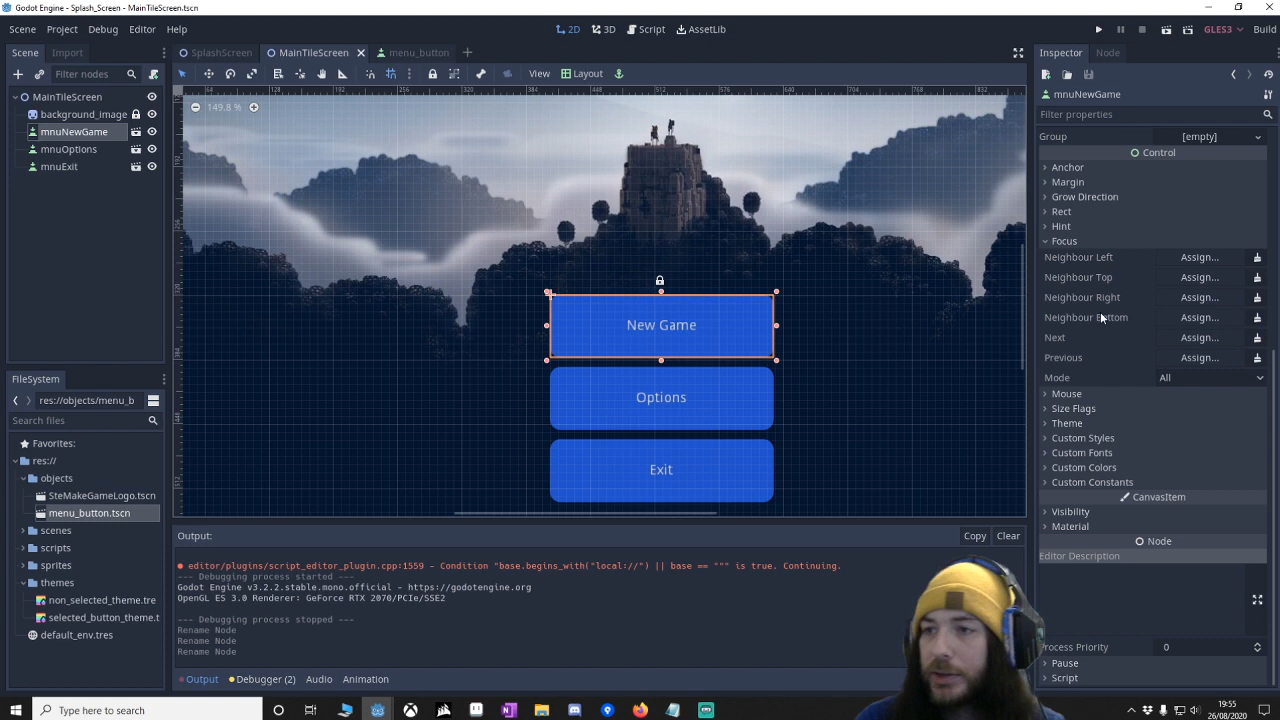 Godot Engine - Splash_Screen - MainTileScreen.tscn
Scene Project Debug Editor Help
2D 3D Script AssetLib
GLES3 Build
Scene Import
SplashScreen MainTileScreen menu_button
Inspector Node
Filter nodes
View Layout
MainTileScreen
background_image
mnuNewGame
mnuOptions
mnuExit
149.8 %
mnuNewGame
Filter properties
Group [empty]
Control
Anchor
Margin
Grow Direction
Rect
Hint
Focus
Neighbour Left Assign...
Neighbour Top Assign...
Neighbour Right Assign...
Neighbour Bottom Assign...
Next Assign...
Previous Assign...
Mode All
Mouse
Size Flags
Theme
Custom Styles
Custom Fonts
Custom Colors
Custom Constants
CanvasItem
Visibility
Material
Node
Editor Description
Process Priority 0
Pause
Script
New Game
Options
Exit
FileSystem
res://objects/menu_b
Search files
Favorites:
res://
objects
SteMakeGameLogo.tscn
menu_button.tscn
scenes
scripts
sprites
themes
non_selected_theme.tre
selected_button_theme.t
default_env.tres
Output:
Copy Clear
editor/plugins/script_editor_plugin.cpp:1559 - Condition "base.begins_with("local://") || base == """ is true. Continuing.
--- Debugging process started ---
Godot Engine v3.2.2.stable.mono.official - https://godotengine.org
OpenGL ES 3.0 Renderer: GeForce RTX 2070/PCIe/SSE2
--- Debugging process stopped ---
Rename Node
Rename Node
Rename Node
Output Debugger (2) Audio Animation
Type here to search
19:55
26/08/2020